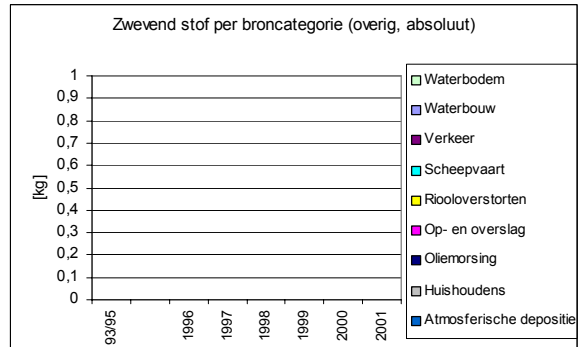 Zwevend stof per broncategorie (overig, absoluut)
[kg]
1
0,9
0,8
0,7
0,6
0,5
0,4
0,3
0,2
0,1
0
93/95
1996
1997
1998
1999
2000
2001
Waterbodem
Waterbouw
Verkeer
Scheepvaart
Riooloverstorten
Op- en overslag
Oliemorsing
Huishoudens
Atmosferische depositie